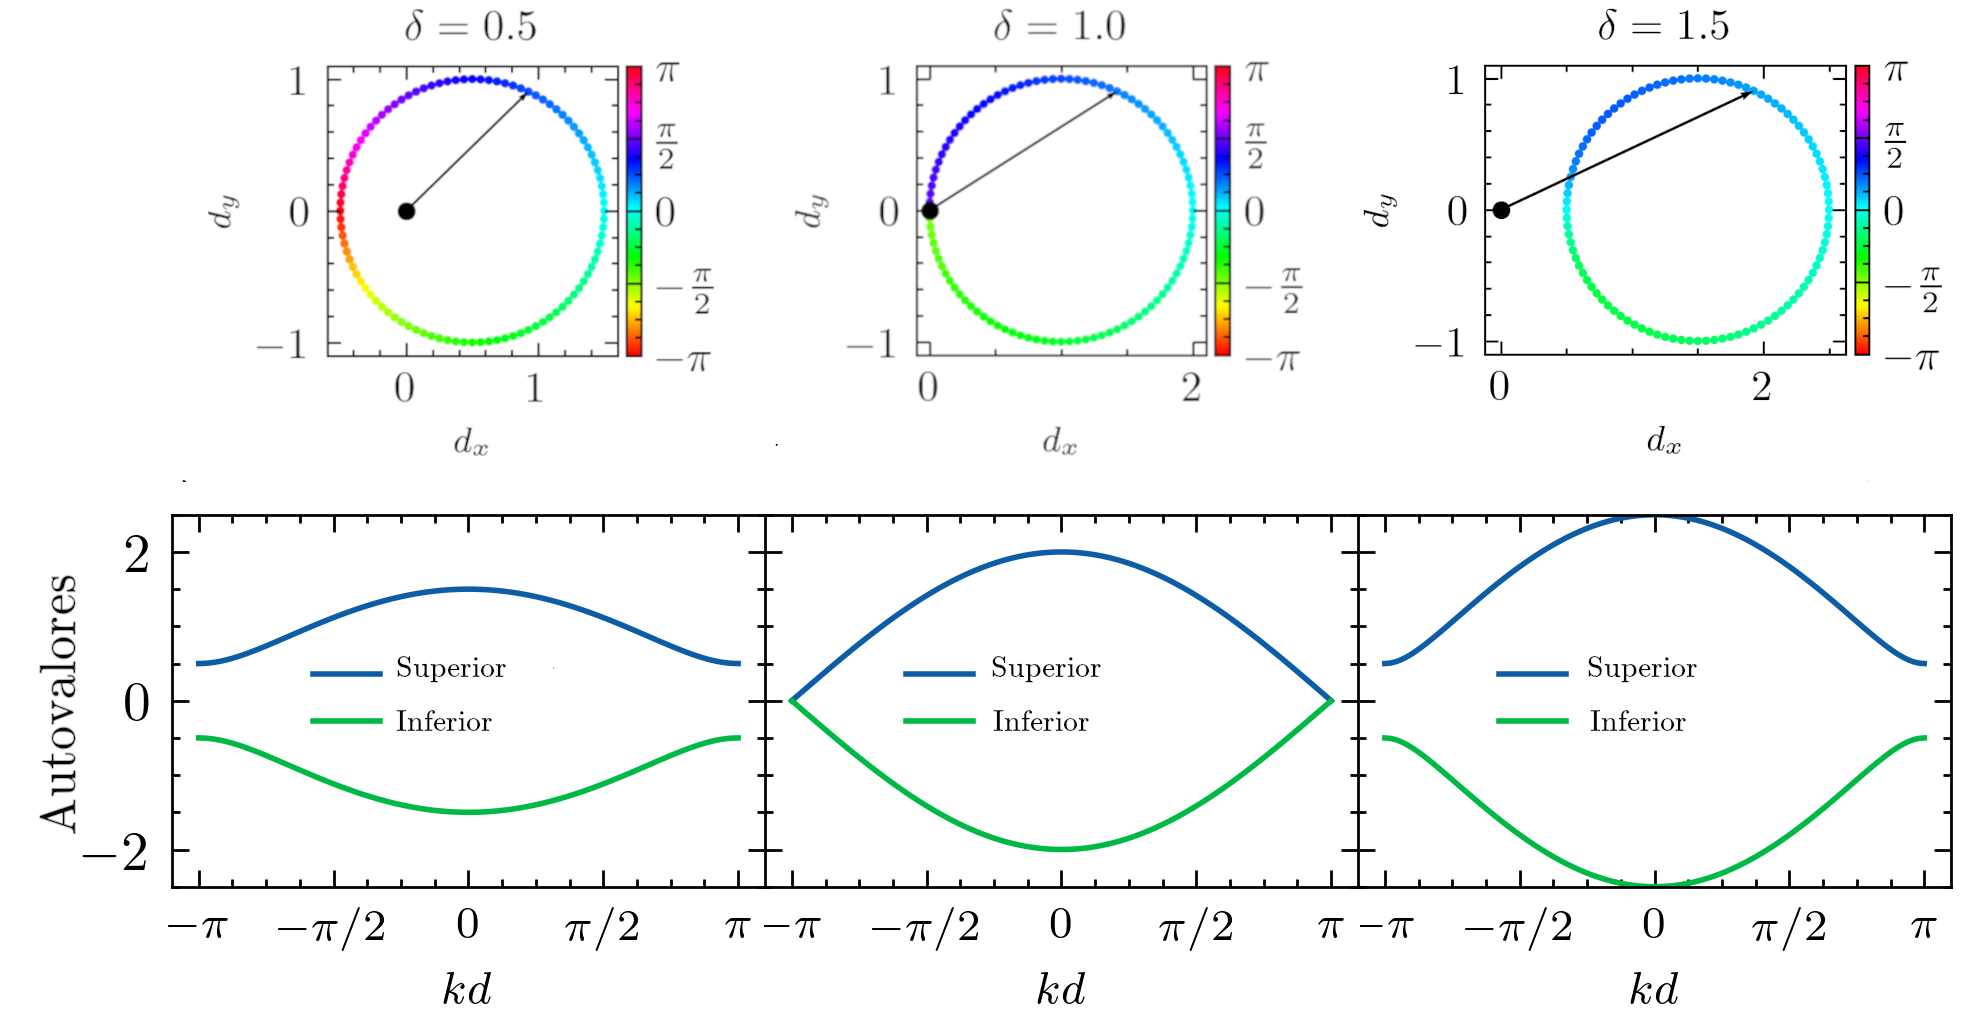 δ = 0.5
δ = 1.0
δ = 1.5
1
0
−1
d_y
0
1
d_x
π
π/2
0
−π/2
−π
1
0
−1
d_y
0
2
d_x
π
π/2
0
−π/2
−π
1
0
−1
d_y
0
2
d_x
π
π/2
0
−π/2
−π
Autovalores
2
0
−2
Superior
Inferior
Superior
Inferior
Superior
Inferior
−π −π/2 0 π/2 π
−π −π/2 0 π/2 π
−π −π/2 0 π/2 π
kd
kd
kd